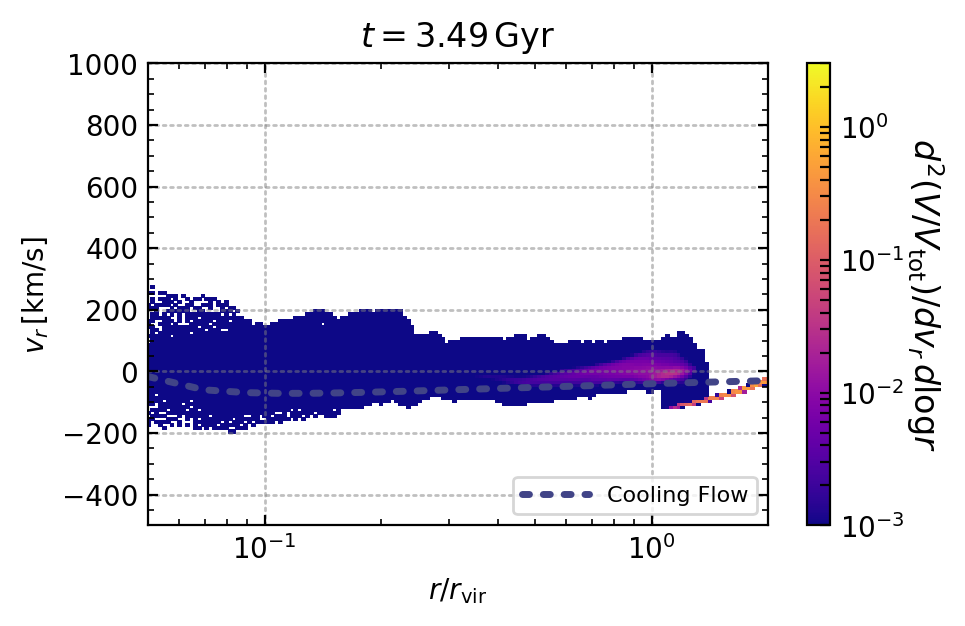 t = 3.49 Gyr
1000
800
600
400
200
0
−200
−400
v_r [km/s]
10^{-1}
10^0
r/r_vir
Cooling Flow
10^0
10^{-1}
10^{-2}
10^{-3}
d^2(V/V_tot)/dv_r dlogr